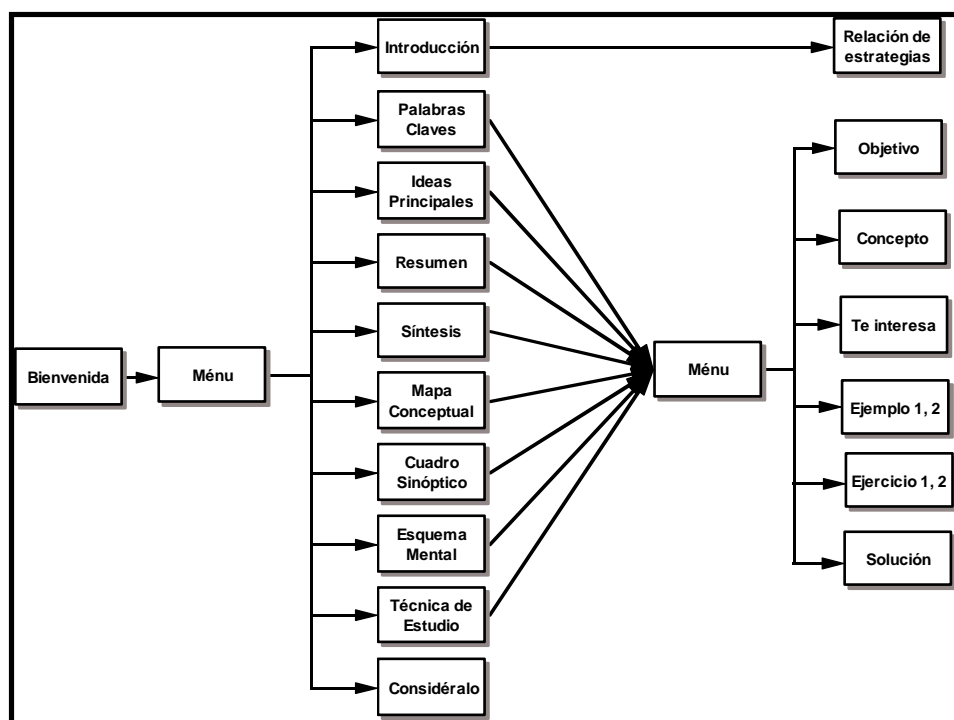 Introducción
Relación de
estrategias
Palabras
Claves
Objetivo
Ideas
Principales
Concepto
Resumen
Síntesis
Te interesa
Bienvenida
Ménu
Ménu
Mapa
Conceptual
Ejemplo 1, 2
Cuadro
Sinóptico
Ejercicio 1, 2
Esquema
Mental
Solución
Técnica de
Estudio
Considéralo